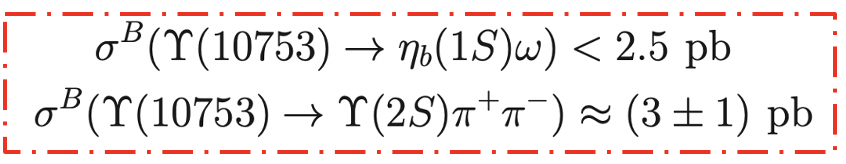 σ^B(Υ(10753) → η_b(1S)ω) < 2.5 pb
σ^B(Υ(10753) → Υ(2S)π^+π^−) ≈ (3 ± 1) pb